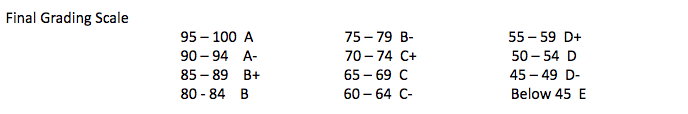 Final Grading Scale
95 – 100 A 75 – 79 B- 55 – 59 D+
90 – 94 A- 70 – 74 C+ 50 – 54 D
85 – 89 B+ 65 – 69 C 45 – 49 D-
80 - 84 B 60 – 64 C- Below 45 E